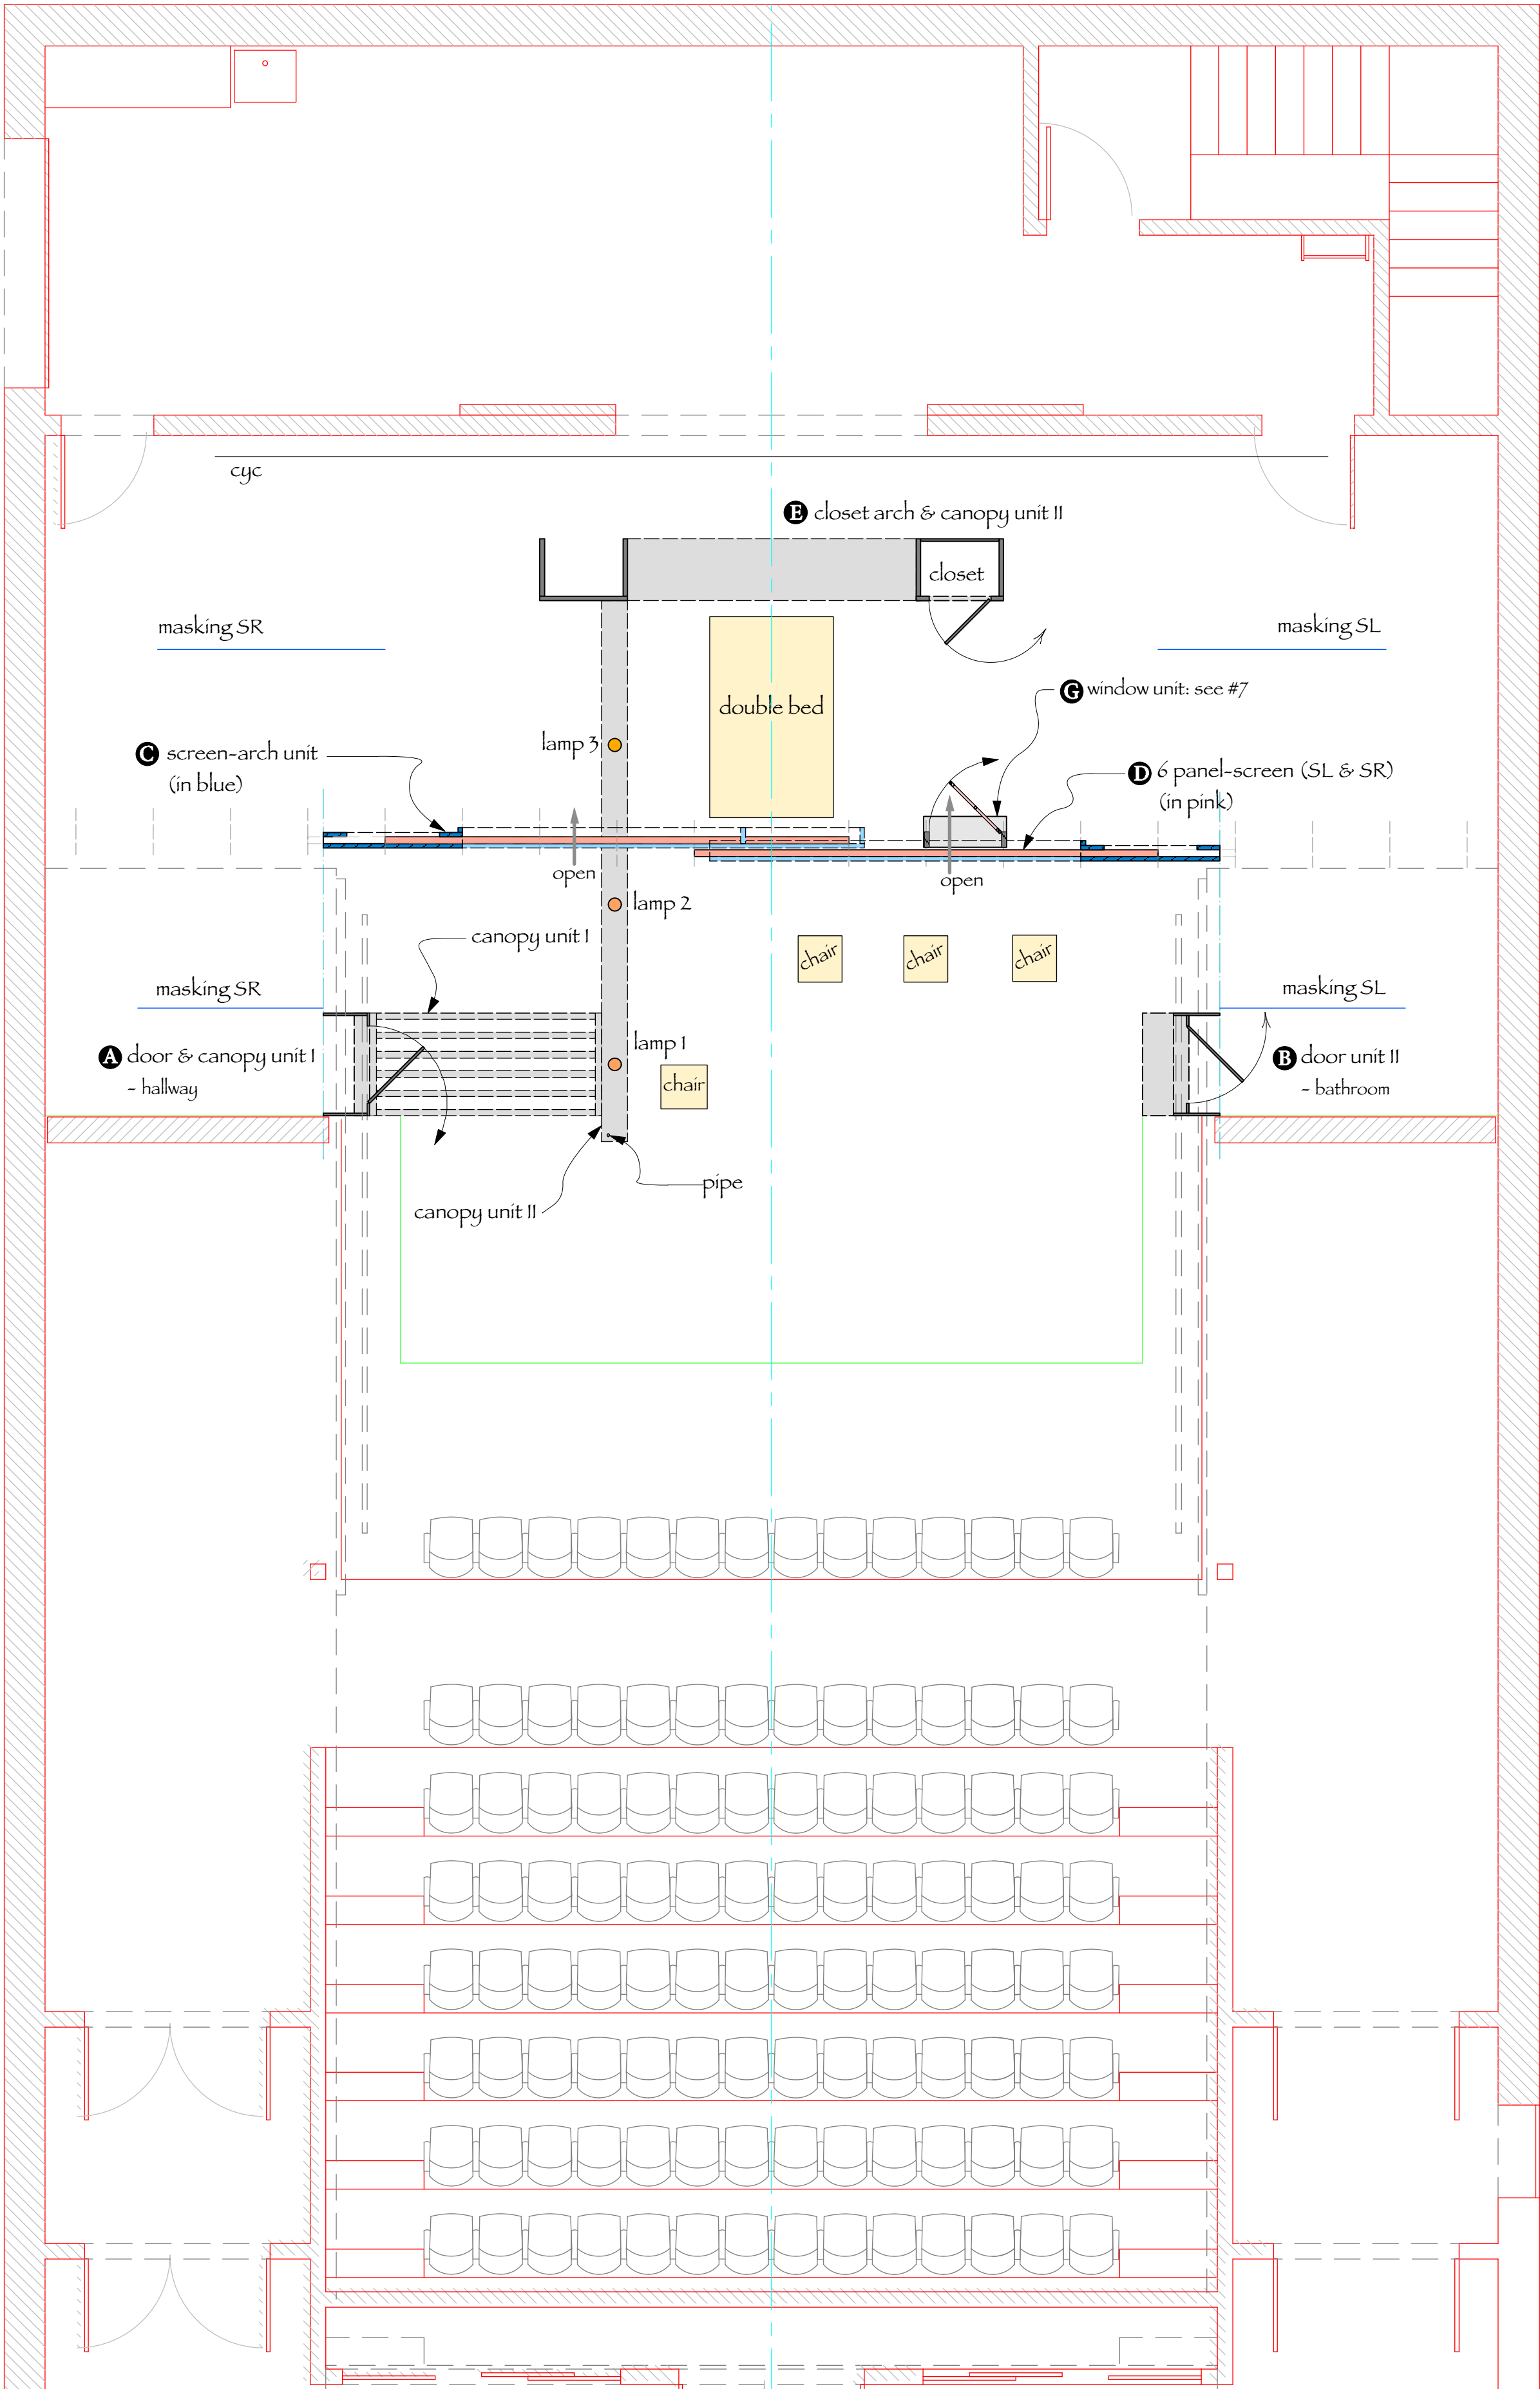 cyc
E closet arch & canopy unit II
closet
masking SR
masking SL
double bed
G window unit: see #7
lamp 3
C screen-arch unit
(in blue)
D 6 panel-screen (SL & SR)
(in pink)
open
open
lamp 2
canopy unit I
chair
chair
chair
masking SR
masking SL
lamp 1
A door & canopy unit I
- hallway
chair
B door unit II
- bathroom
pipe
canopy unit II